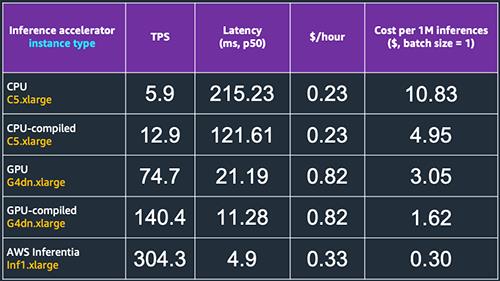 Inference accelerator
instance type
TPS
Latency
(ms, p50)
$/hour
Cost per 1M inferences
($, batch size = 1)
CPU
C5.xlarge
5.9
215.23
0.23
10.83
CPU-compiled
C5.xlarge
12.9
121.61
0.23
4.95
GPU
G4dn.xlarge
74.7
21.19
0.82
3.05
GPU-compiled
G4dn.xlarge
140.4
11.28
0.82
1.62
AWS Inferentia
Inf1.xlarge
304.3
4.9
0.33
0.30